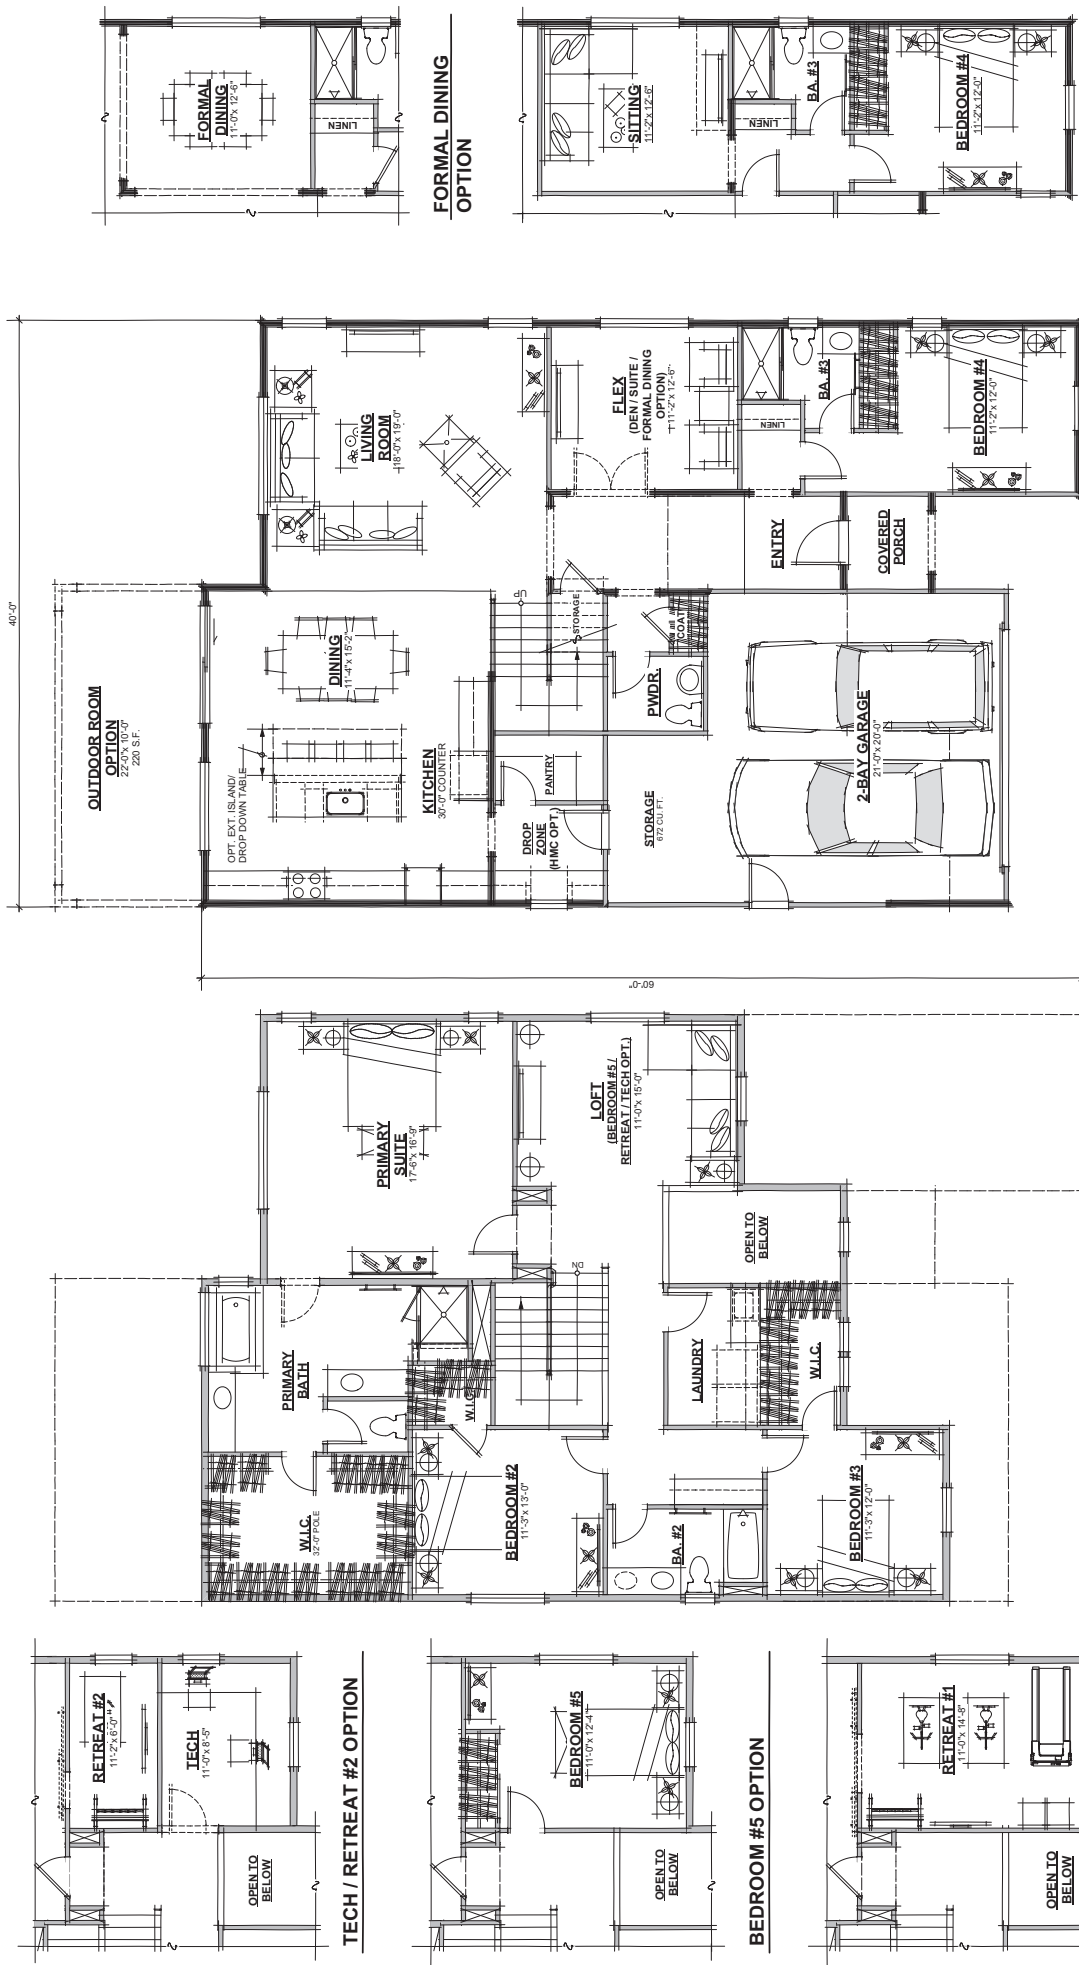 FORMAL
DINING
11'-0"x 12'-6"
LINEN
FORMAL DINING
OPTION
SITTING
11'-2"x 12'-6"
LINEN
BA. #3
BEDROOM #4
11'-2"x 12'-0"
40'-0"
OUTDOOR ROOM
OPTION
22'-0"x 10'-0"
220 S.F.
LIVING
ROOM
18'-0"x 19'-0"
DINING
11'-4"x 15'-2"
OPT. EXT. ISLAND/
DROP DOWN TABLE
KITCHEN
30'-0" COUNTER
FLEX
(DEN / SUITE /
FORMAL DINING
OPTION)
11'-2"x 12'-6"
UP
STORAGE
PANTRY
DROP
ZONE
(HMC OPT.)
PWDR.
COAT
LINEN
BA. #3
ENTRY
COVERED
PORCH
BEDROOM #4
11'-2"x 12'-0"
STORAGE
672 CU. FT.
2-BAY GARAGE
21'-0"x 20'-0"
60'-0"
PRIMARY
SUITE
17'-6"x 16'-9"
PRIMARY
BATH
W.I.C.
32'-0" POLE
W.I.C.
BEDROOM #2
11'-3"x 13'-0"
DN
LOFT
(BEDROOM #5 /
RETREAT / TECH OPT.)
11'-0"x 15'-0"
OPEN TO
BELOW
LAUNDRY
W.I.C.
BA. #2
BEDROOM #3
11'-3"x 12'-0"
RETREAT #2
11'-2"x 6'-0"
TECH
11'-0"x 8'-5"
OPEN TO
BELOW
TECH / RETREAT #2 OPTION
BEDROOM #5
11'-0"x 12'-4"
OPEN TO
BELOW
BEDROOM #5 OPTION
RETREAT #1
11'-0"x 14'-8"
OPEN TO
BELOW